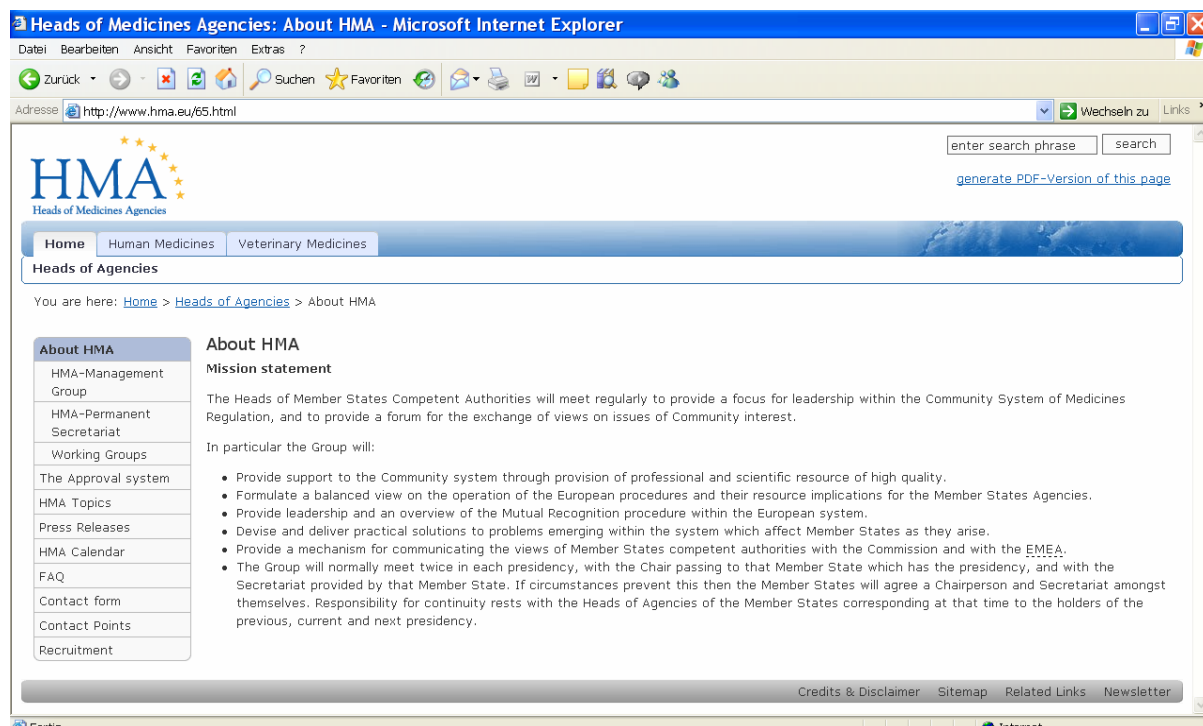 Heads of Medicines Agencies: About HMA - Microsoft Internet Explorer
Datei Bearbeiten Ansicht Favoriten Extras ?
Zurück Suchen Favoriten
Adresse http://www.hma.eu/65.html Wechseln zu Links
enter search phrase search
HMA
Heads of Medicines Agencies
generate PDF-Version of this page
Home Human Medicines Veterinary Medicines
Heads of Agencies
You are here: Home > Heads of Agencies > About HMA
About HMA
HMA-Management
Group
HMA-Permanent
Secretariat
Working Groups
The Approval system
HMA Topics
Press Releases
HMA Calendar
FAQ
Contact form
Contact Points
Recruitment
About HMA
Mission statement
The Heads of Member States Competent Authorities will meet regularly to provide a focus for leadership within the Community System of Medicines
Regulation, and to provide a forum for the exchange of views on issues of Community interest.
In particular the Group will:
• Provide support to the Community system through provision of professional and scientific resource of high quality.
• Formulate a balanced view on the operation of the European procedures and their resource implications for the Member States Agencies.
• Provide leadership and an overview of the Mutual Recognition procedure within the European system.
• Devise and deliver practical solutions to problems emerging within the system which affect Member States as they arise.
• Provide a mechanism for communicating the views of Member States competent authorities with the Commission and with the EMEA.
• The Group will normally meet twice in each presidency, with the Chair passing to that Member State which has the presidency, and with the
Secretariat provided by that Member State. If circumstances prevent this then the Member States will agree a Chairperson and Secretariat amongst
themselves. Responsibility for continuity rests with the Heads of Agencies of the Member States corresponding at that time to the holders of the
previous, current and next presidency.
Credits & Disclaimer Sitemap Related Links Newsletter